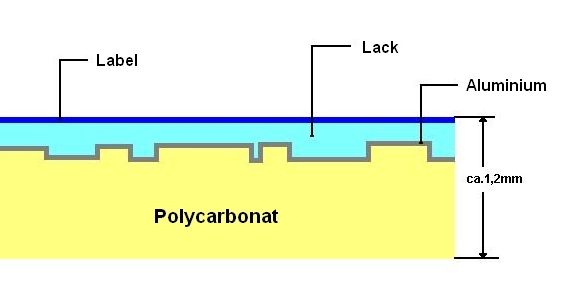 Label
Lack
Aluminium
ca.1,2mm
Polycarbonat